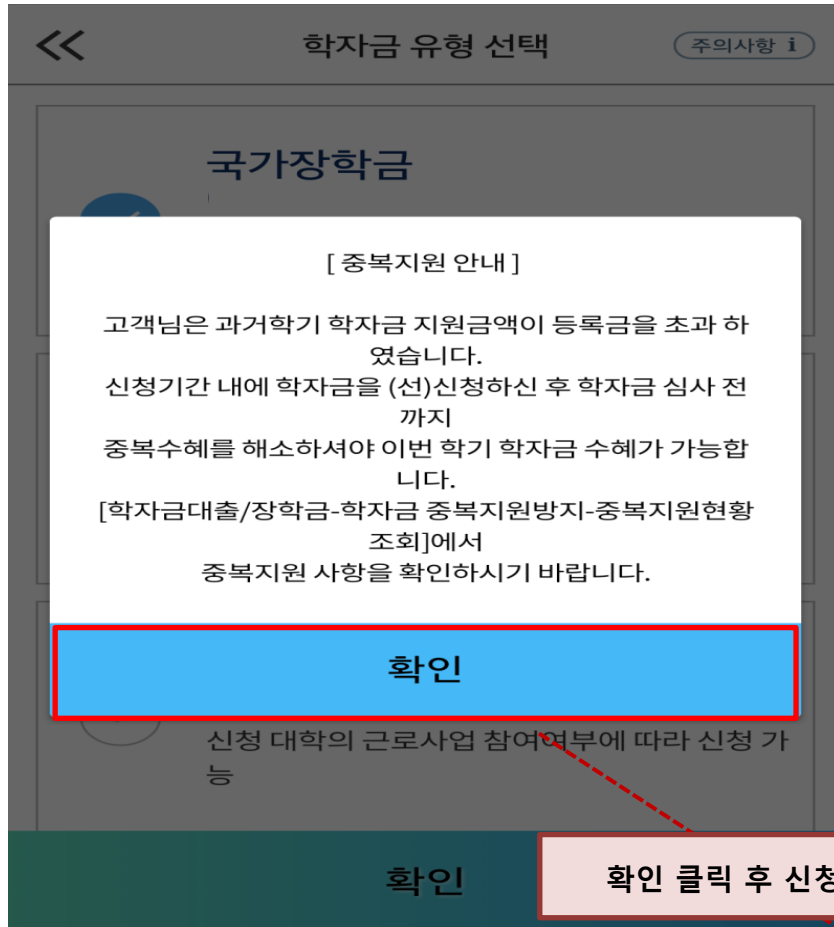 학자금 유형 선택
주의사항 i
국가장학금
[ 중복지원 안내 ]
고객님은 과거학기 학자금 지원금액이 등록금을 초과 하
였습니다.
신청기간 내에 학자금을 (선)신청하신 후 학자금 심사 전
까지
중복수혜를 해소하셔야 이번 학기 학자금 수혜가 가능합
니다.
[학자금대출/장학금-학자금 중복지원방지-중복지원현황
조회]에서
중복지원 사항을 확인하시기 바랍니다.
확인
신청 대학의 근로사업 참여여부에 따라 신청 가
능
확인
확인 클릭 후 신청